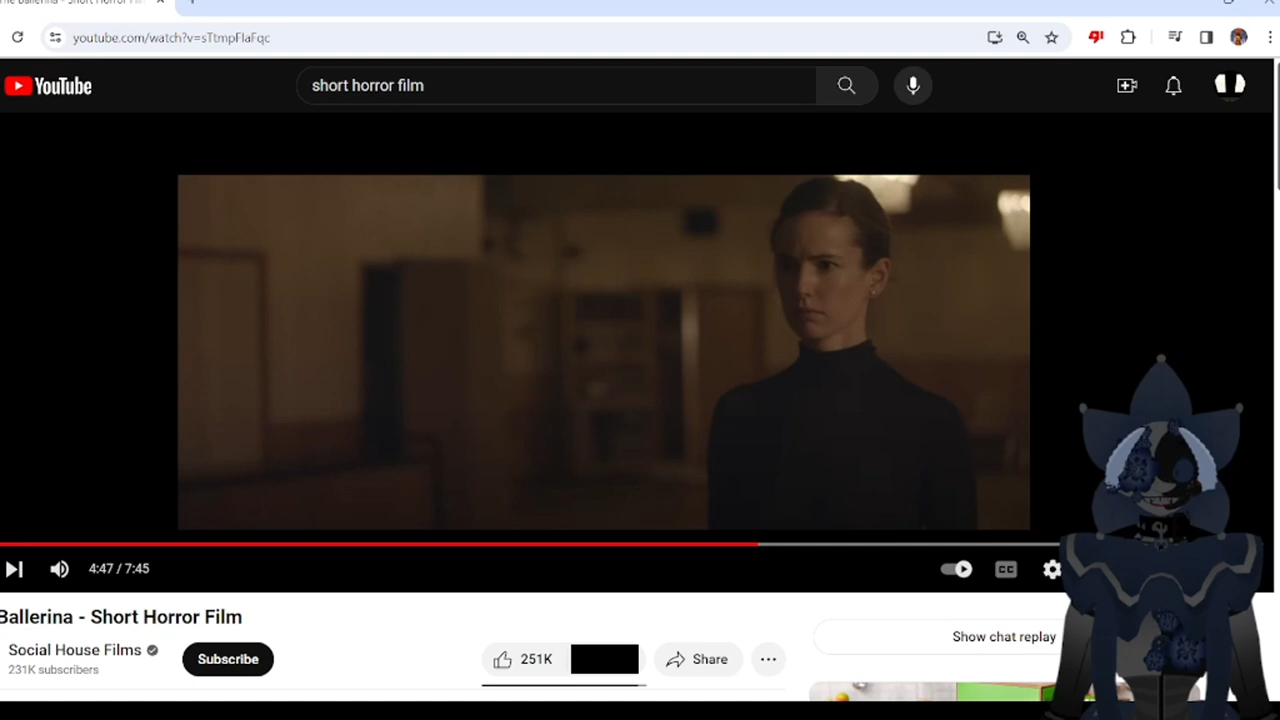 youtube.com/watch?v=sTtmpFlaFqc
YouTube
short horror film
4:47 / 7:45
CC
Ballerina - Short Horror Film
Social House Films
231K subscribers
Subscribe
251K
Share
Show chat replay